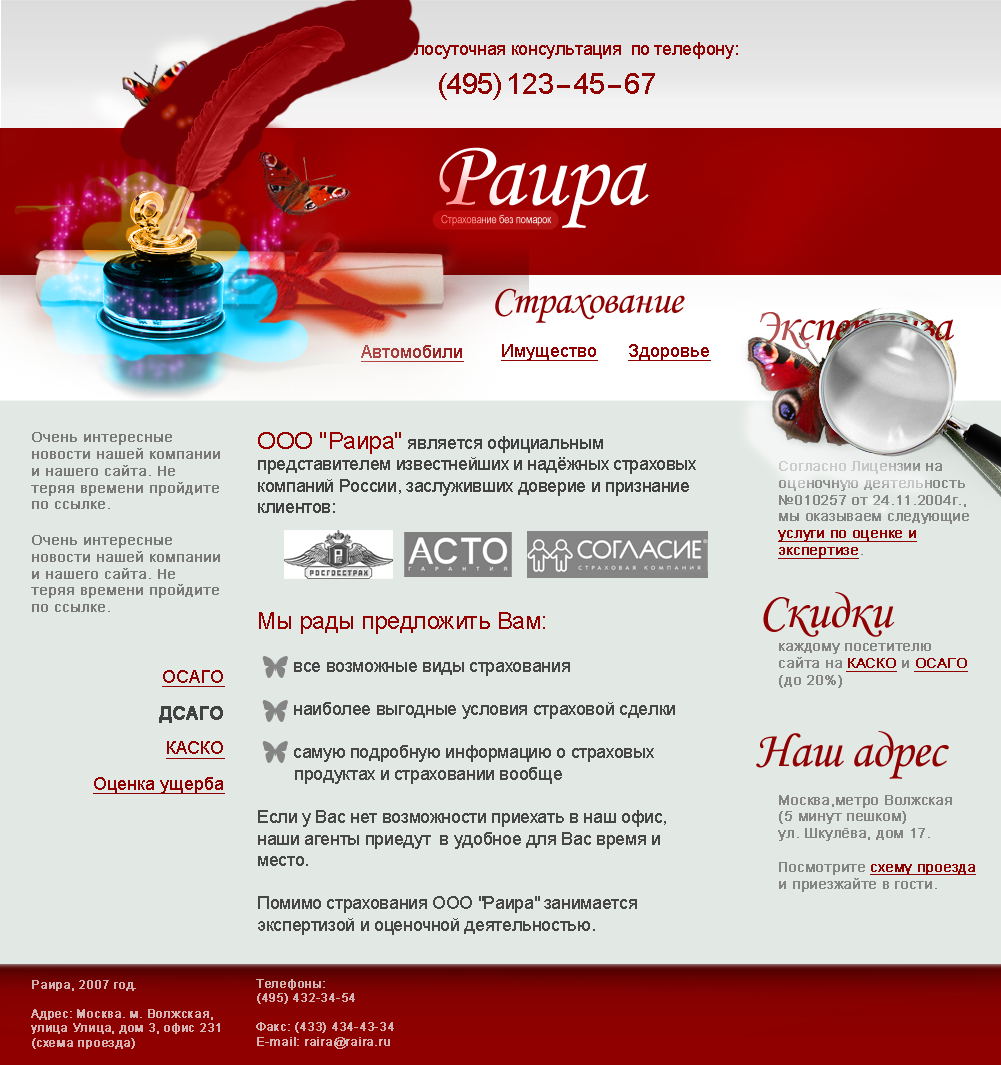 лосуточная консультация по телефону:
(495) 123–45–67
Раира
Страхование без помарок
Страхование
Автомобили Имущество Здоровье
Очень интересные
новости нашей компании
и нашего сайта. Не
теряя времени пройдите
по ссылке.
Очень интересные
новости нашей компании
и нашего сайта. Не
теряя времени пройдите
по ссылке.
ОСАГО
ДСАГО
КАСКО
Оценка ущерба
ООО "Раира" является официальным
представителем известнейших и надёжных страховых
компаний России, заслуживших доверие и признание
клиентов:
РОСГОССТРАХ
АСТО
ГАРАНТИЯ
СОГЛАСИЕ
СТРАХОВАЯ КОМПАНИЯ
Мы рады предложить Вам:
все возможные виды страхования
наиболее выгодные условия страховой сделки
самую подробную информацию о страховых
продуктах и страховании вообще
Если у Вас нет возможности приехать в наш офис,
наши агенты приедут в удобное для Вас время и
место.
Помимо страхования ООО "Раира" занимается
экспертизой и оценочной деятельностью.
Экспертиза
Согласно Лицензии на
оценочную деятельность
№010257 от 24.11.2004г.,
мы оказываем следующие
услуги по оценке и
экспертизе.
Скидки
каждому посетителю
сайта на КАСКО и ОСАГО
(до 20%)
Наш адрес
Москва,метро Волжская
(5 минут пешком)
ул. Шкулёва, дом 17.
Посмотрите схему проезда
и приезжайте в гости.
Раира, 2007 год.
Адрес: Москва. м. Волжская,
улица Улица, дом 3, офис 231
(схема проезда)
Телефоны:
(495) 432-34-54
Факс: (433) 434-43-34
E-mail: raira@raira.ru